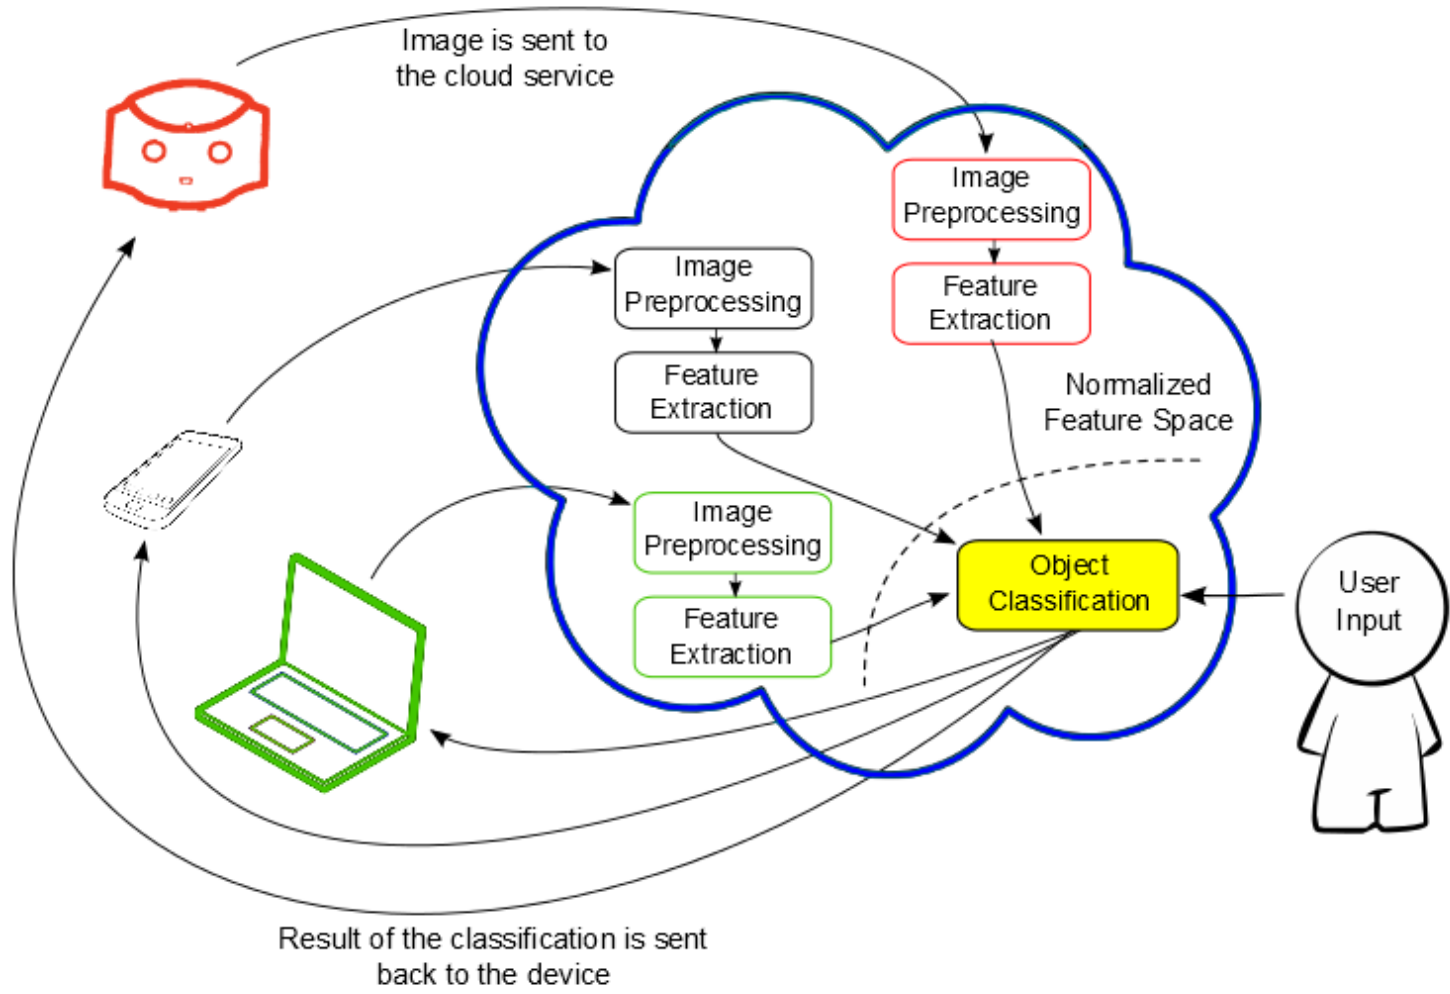 Image is sent to
the cloud service
Image
Preprocessing
Feature
Extraction
Image
Preprocessing
Feature
Extraction
Normalized
Feature Space
Image
Preprocessing
Feature
Extraction
Object
Classification
User
Input
Result of the classification is sent
back to the device